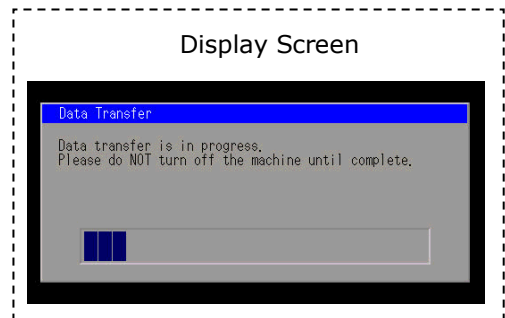 Display Screen
Data Transfer
Data transfer is in progress.
Please do NOT turn off the machine until complete.